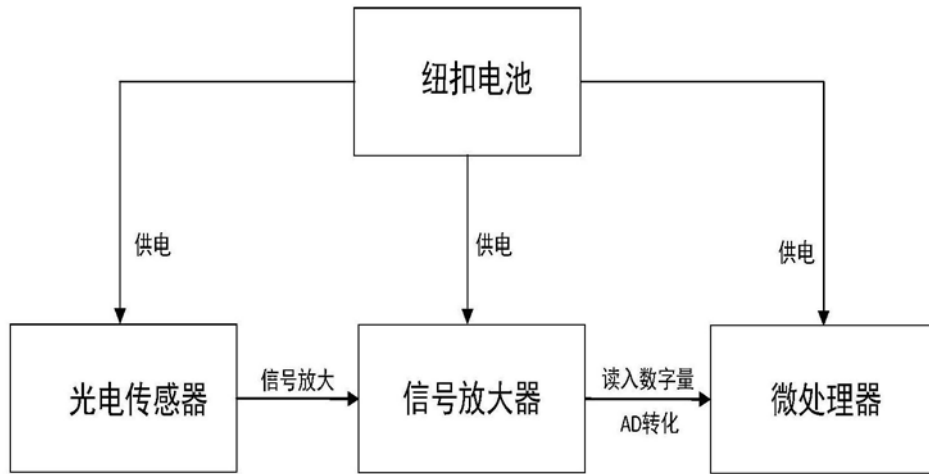 纽扣电池
供电
供电
供电
光电传感器
信号放大
信号放大器
读入数字量
AD转化
微处理器